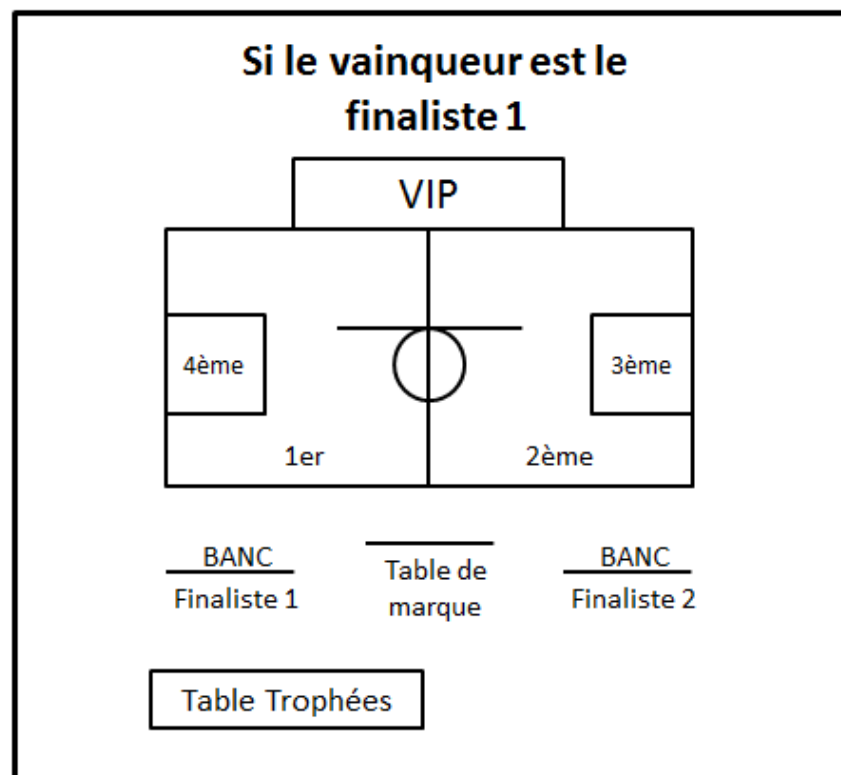 Si le vainqueur est le
finaliste 1
VIP
4ème
3ème
1er
2ème
BANC
Finaliste 1
Table de
marque
BANC
Finaliste 2
Table Trophées